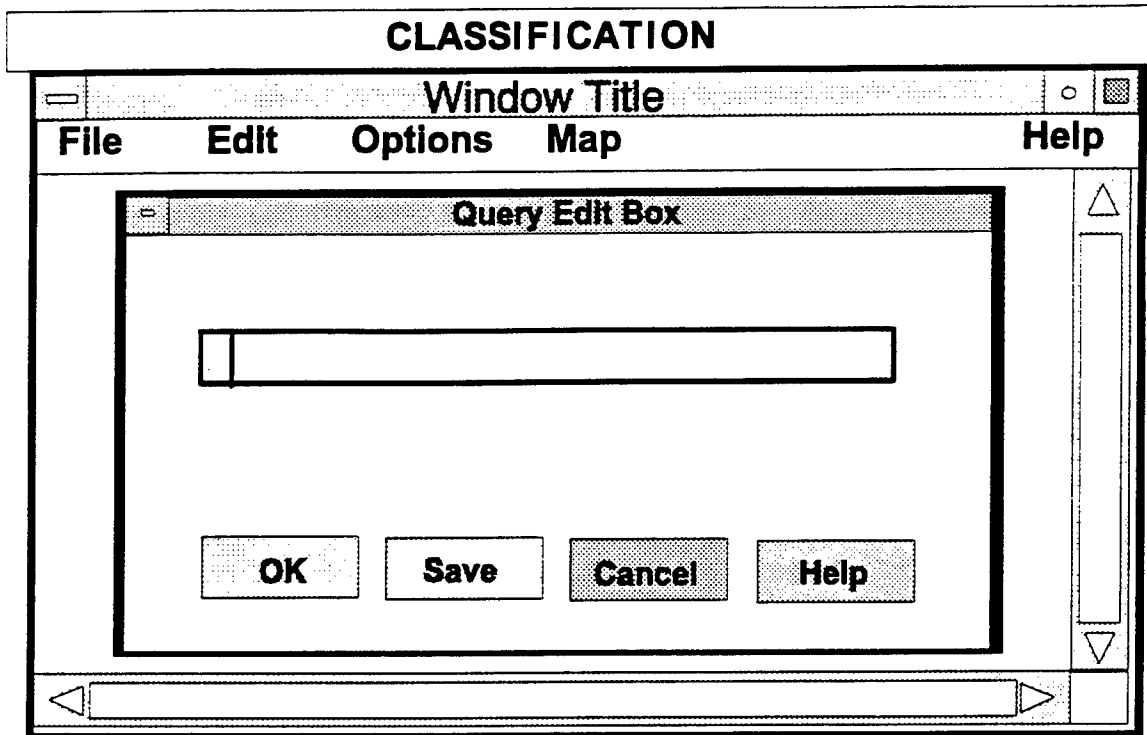 CLASSIFICATION
Window Title
File Edit Options Map Help
Query Edit Box
OK Save Cancel Help